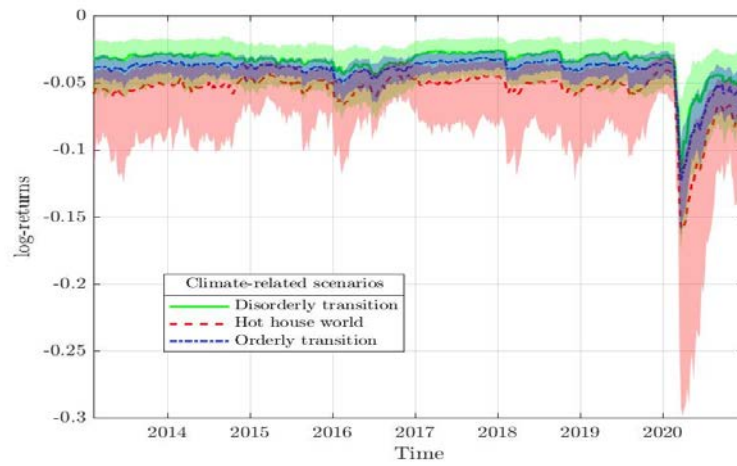 0
-0.05
-0.1
-0.15
-0.2
-0.25
-0.3
log-returns
Climate-related scenarios
Disorderly transition
Hot house world
Orderly transition
2014 2015 2016 2017 2018 2019 2020
Time